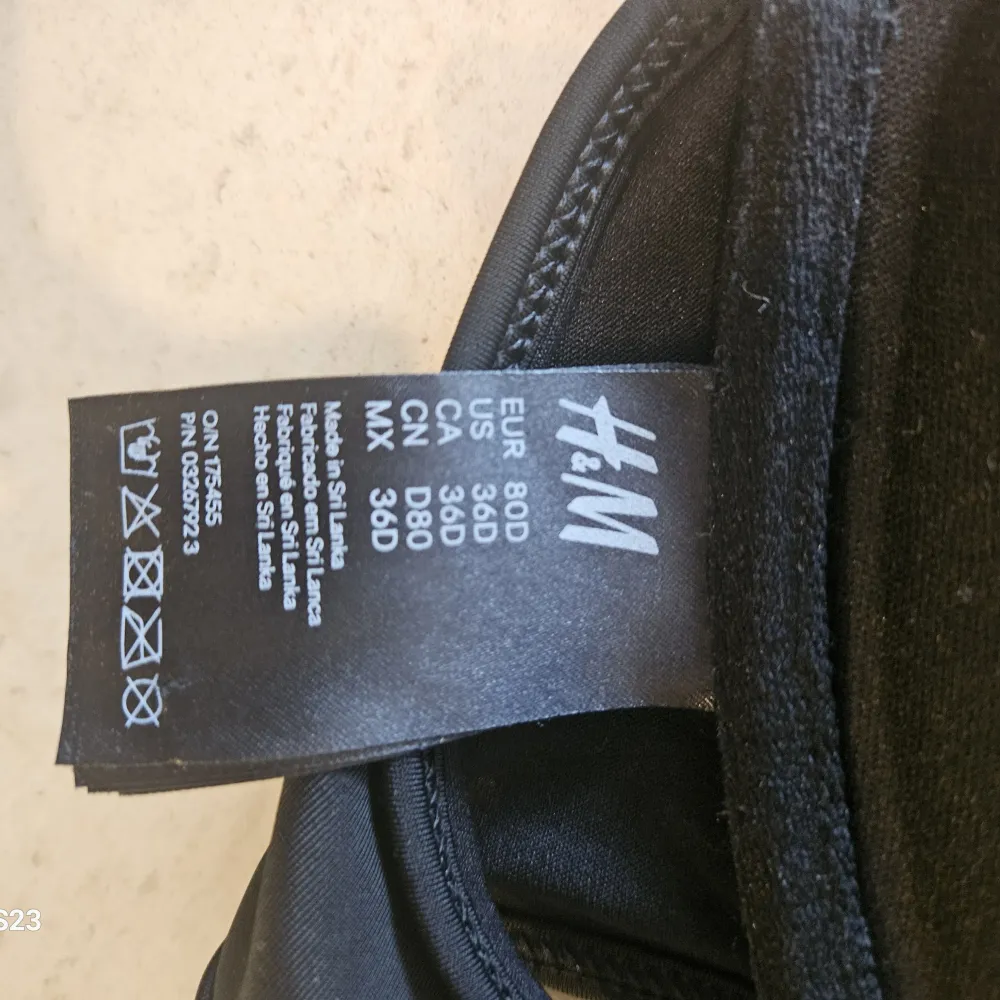 H&M
EUR 80D
US 36D
CA 36D
CN D80
MX 36D
Made in Sri Lanka
Fabricado em Sri Lanca
Fabriqué en Sri Lanka
Hecho en Sri Lanka
O/N 175455
P/N 0326792-3
S23